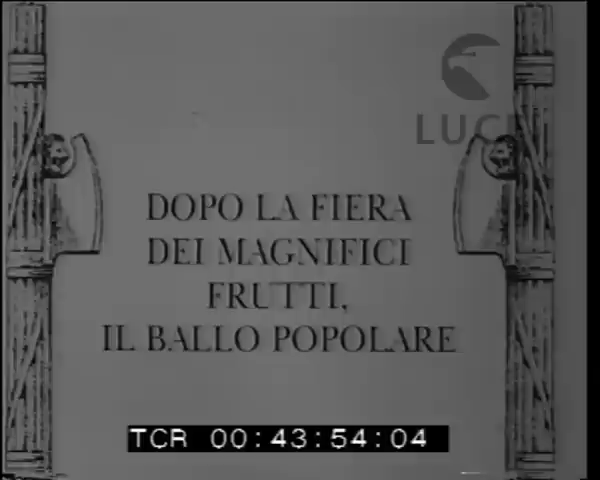 LUCE
DOPO LA FIERA
DEI MAGNIFICI
FRUTTI,
IL BALLO POPOLARE
TCR 00:43:54:04